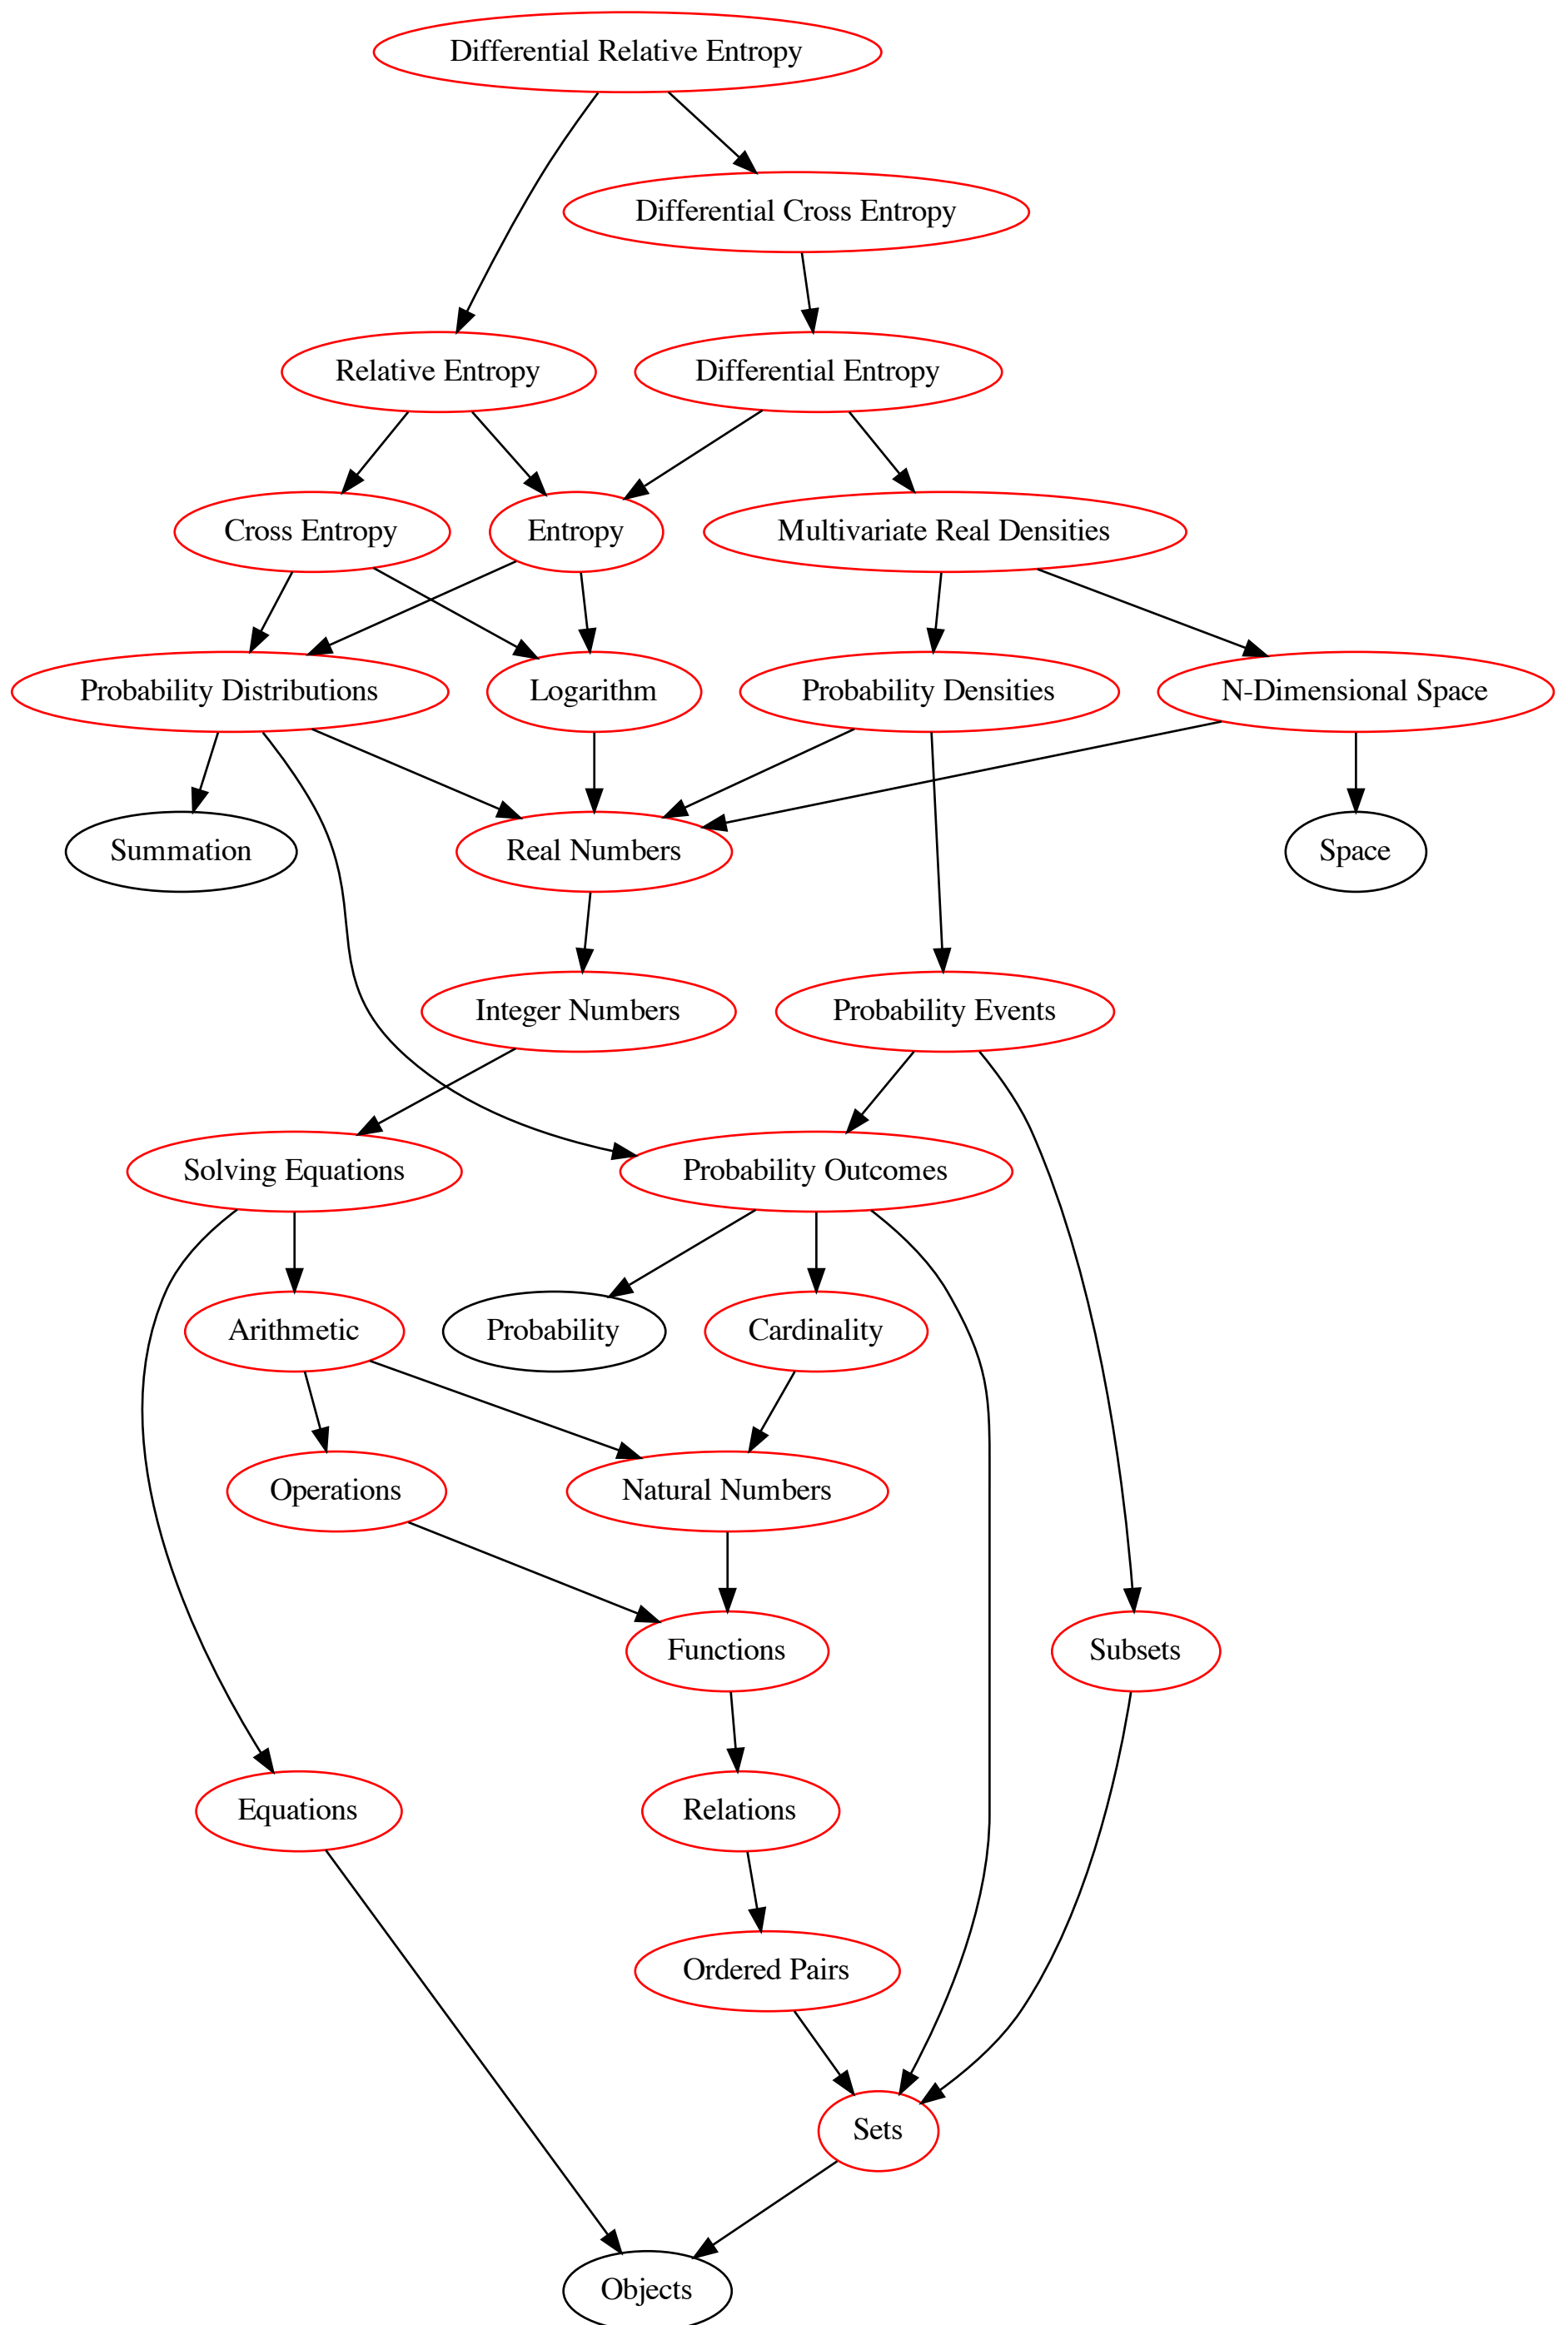 Differential Relative Entropy
Differential Cross Entropy
Relative Entropy
Differential Entropy
Cross Entropy
Entropy
Multivariate Real Densities
Probability Distributions
Logarithm
Probability Densities
N-Dimensional Space
Summation
Real Numbers
Space
Integer Numbers
Probability Events
Solving Equations
Probability Outcomes
Arithmetic
Probability
Cardinality
Operations
Natural Numbers
Functions
Subsets
Equations
Relations
Ordered Pairs
Sets
Objects